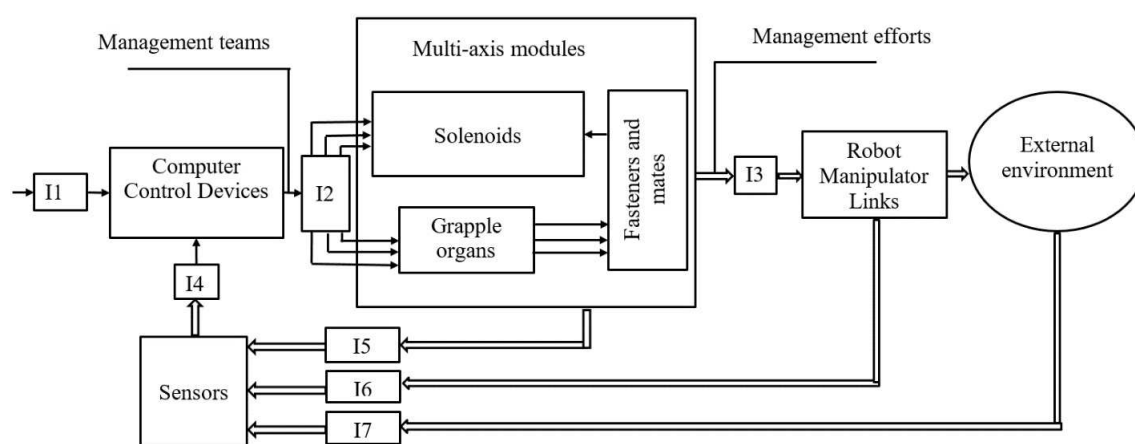 Management teams
Multi-axis modules
Management efforts
I1
Computer
Control Devices
I2
Solenoids
Grapple
organs
Fasteners and
mates
I3
Robot
Manipulator
Links
External
environment
I4
Sensors
I5
I6
I7